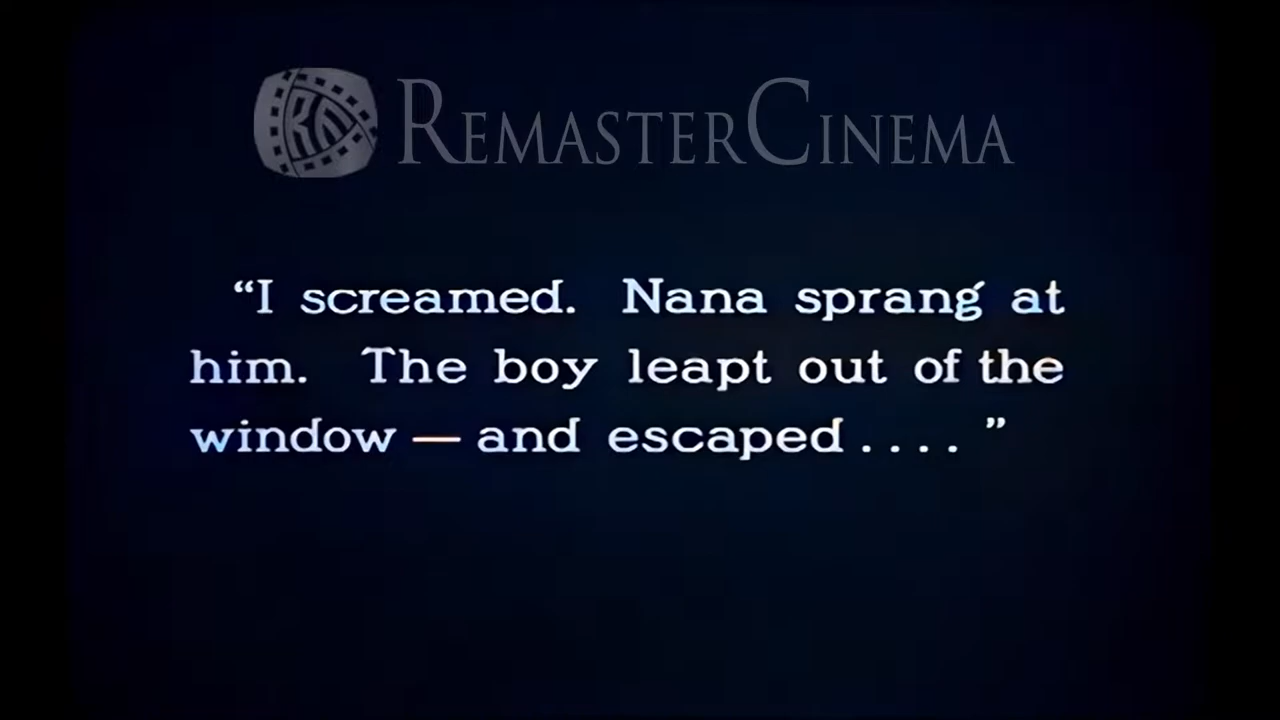 REMASTERCINEMA
“I screamed. Nana sprang at
him. The boy leapt out of the
window — and escaped . . . . ”